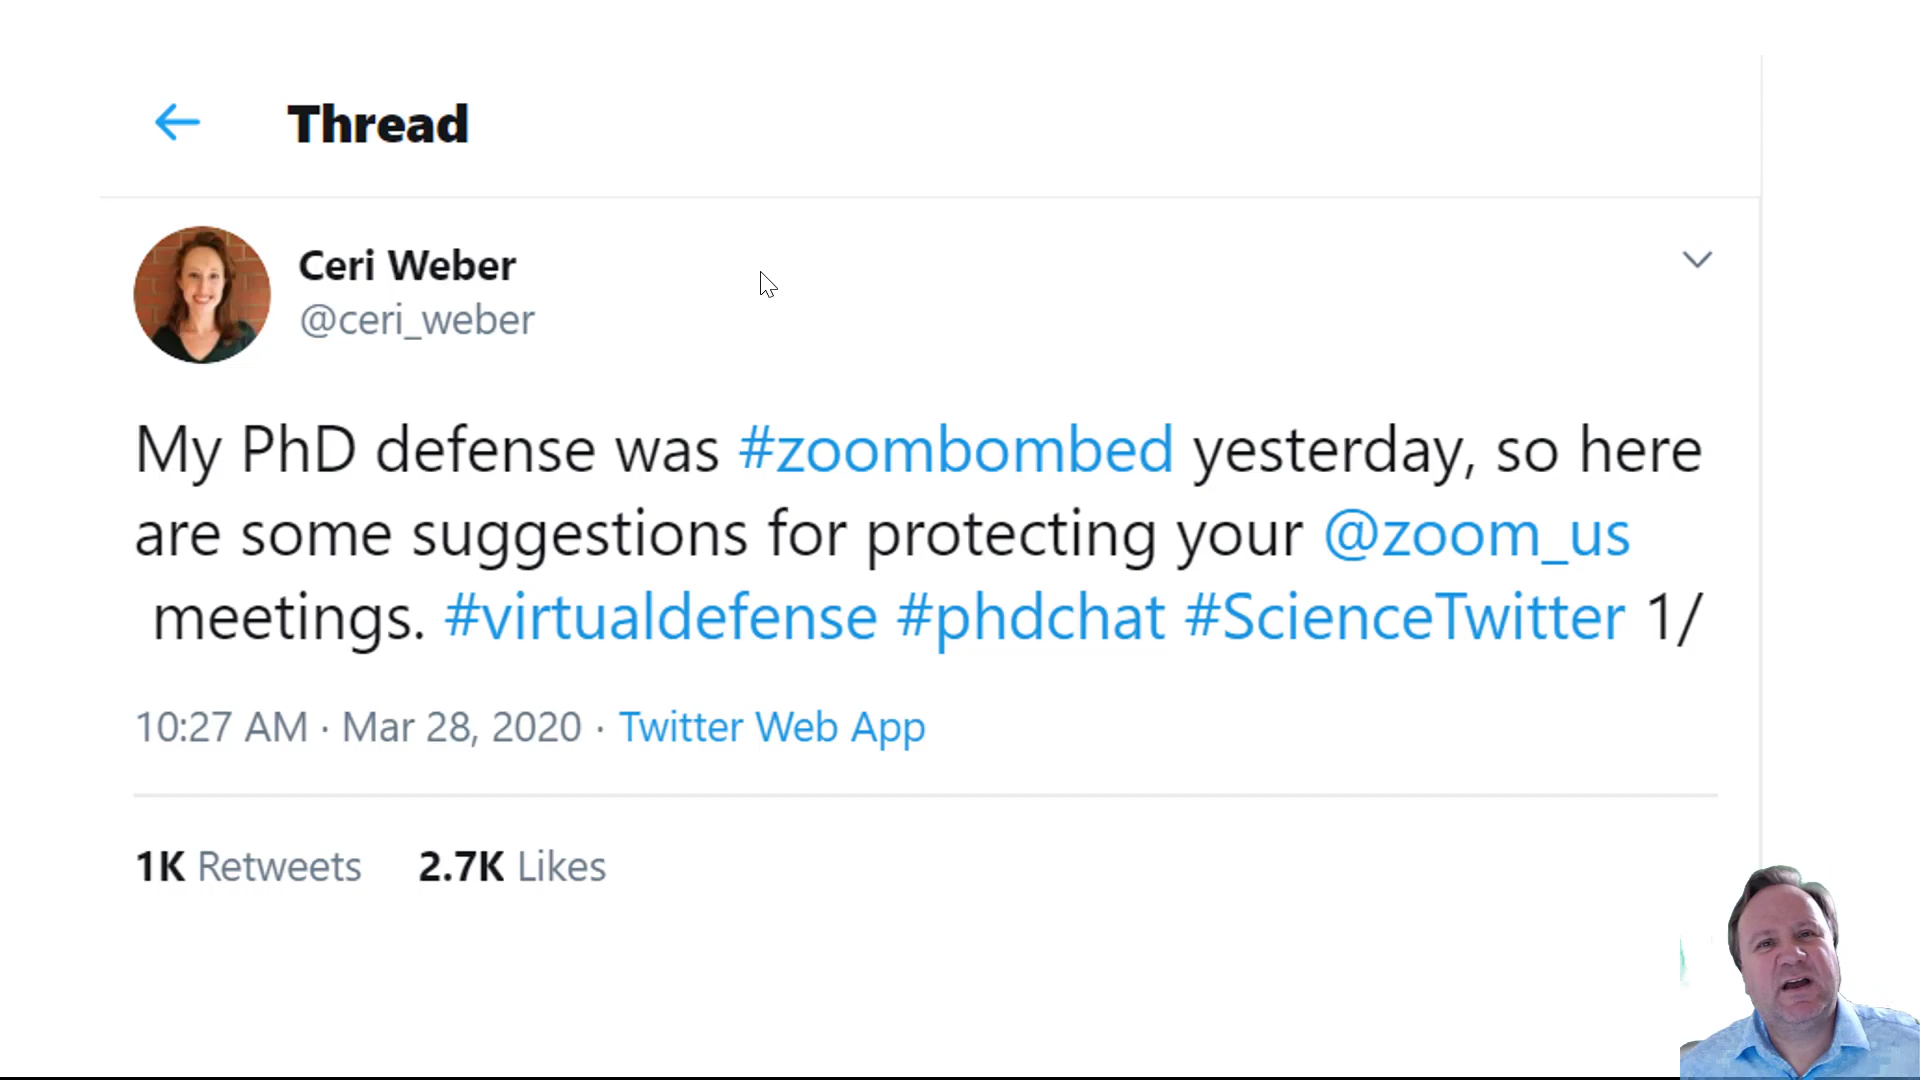 Thread
Ceri Weber
@ceri_weber
My PhD defense was #zoombombed yesterday, so here
are some suggestions for protecting your @zoom_us
meetings. #virtualdefense #phdchat #ScienceTwitter 1/
10:27 AM · Mar 28, 2020 · Twitter Web App
1K Retweets 2.7K Likes